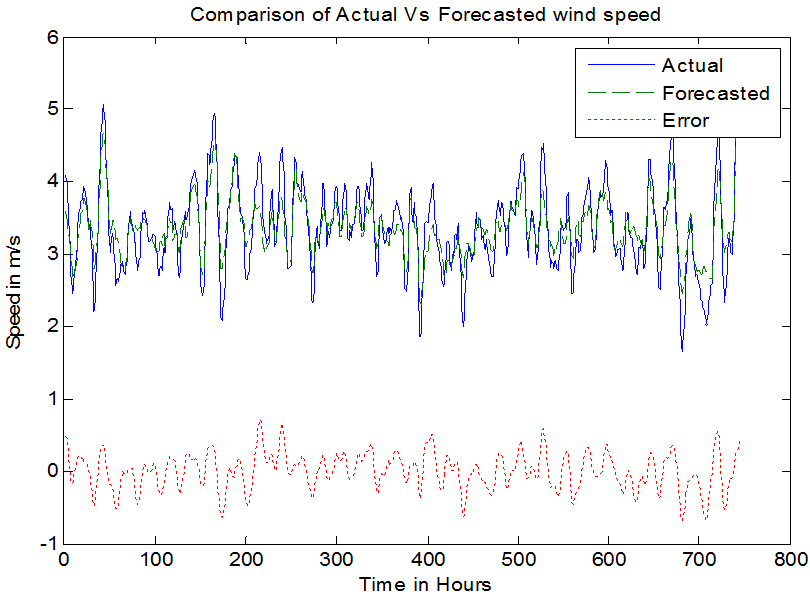 Comparison of Actual Vs Forecasted wind speed
6
5
4
3
2
1
0
-1
Speed in m/s
Actual
Forecasted
Error
0 100 200 300 400 500 600 700 800
Time in Hours